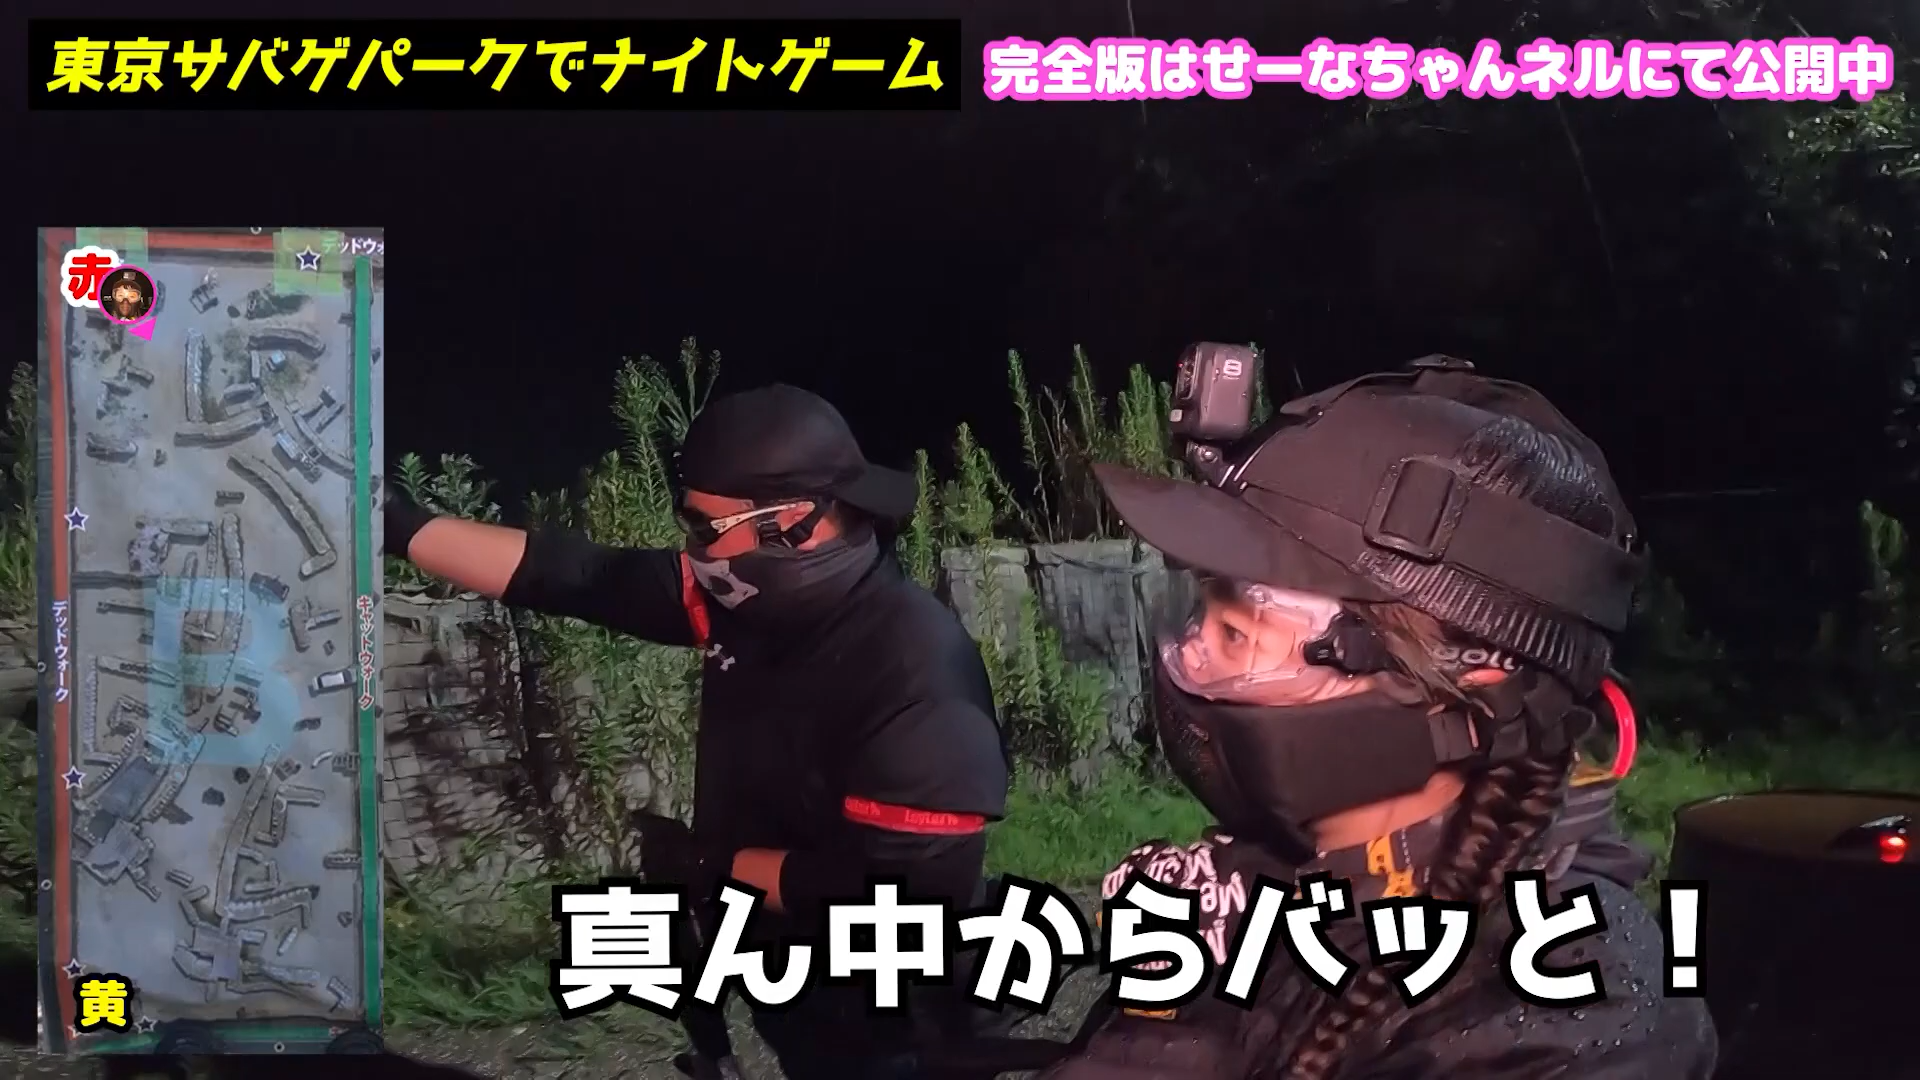 東京サバゲパークでナイトゲーム
完全版はせーなちゃんネルにて公開中
デッドウォ
赤
8
デッドウォーク
キャットウォーク
B
黄
真ん中からバッと！